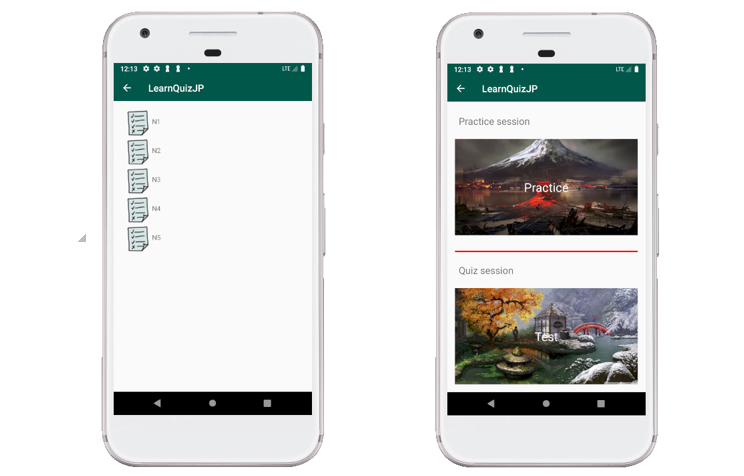 12:13
LTE
LearnQuizJP
N1
N2
N3
N4
N5
12:13
LTE
LearnQuizJP
Practice session
Practice
Quiz session
Test